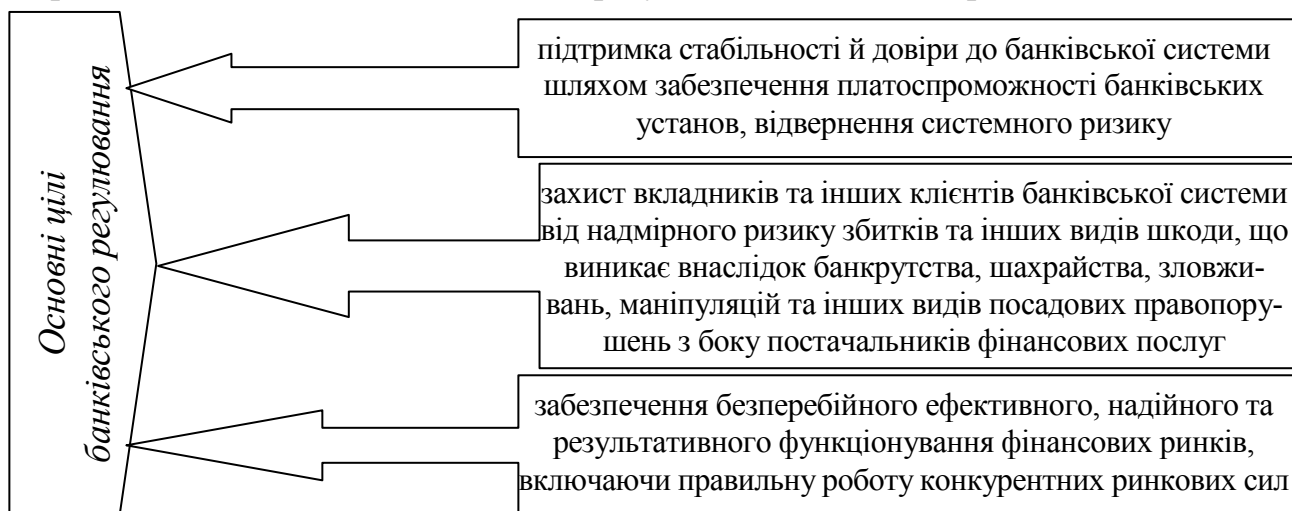 Основні цілі
банківського регулювання
підтримка стабільності й довіри до банківської системи
шляхом забезпечення платоспроможності банківських
установ, відвернення системного ризику
захист вкладників та інших клієнтів банківської системи
від надмірного ризику збитків та інших видів шкоди, що
виникає внаслідок банкрутства, шахрайства, зловжи-
вань, маніпуляцій та інших видів посадових правопору-
шень з боку постачальників фінансових послуг
забезпечення безперебійного ефективного, надійного та
результативного функціонування фінансових ринків,
включаючи правильну роботу конкурентних ринкових сил